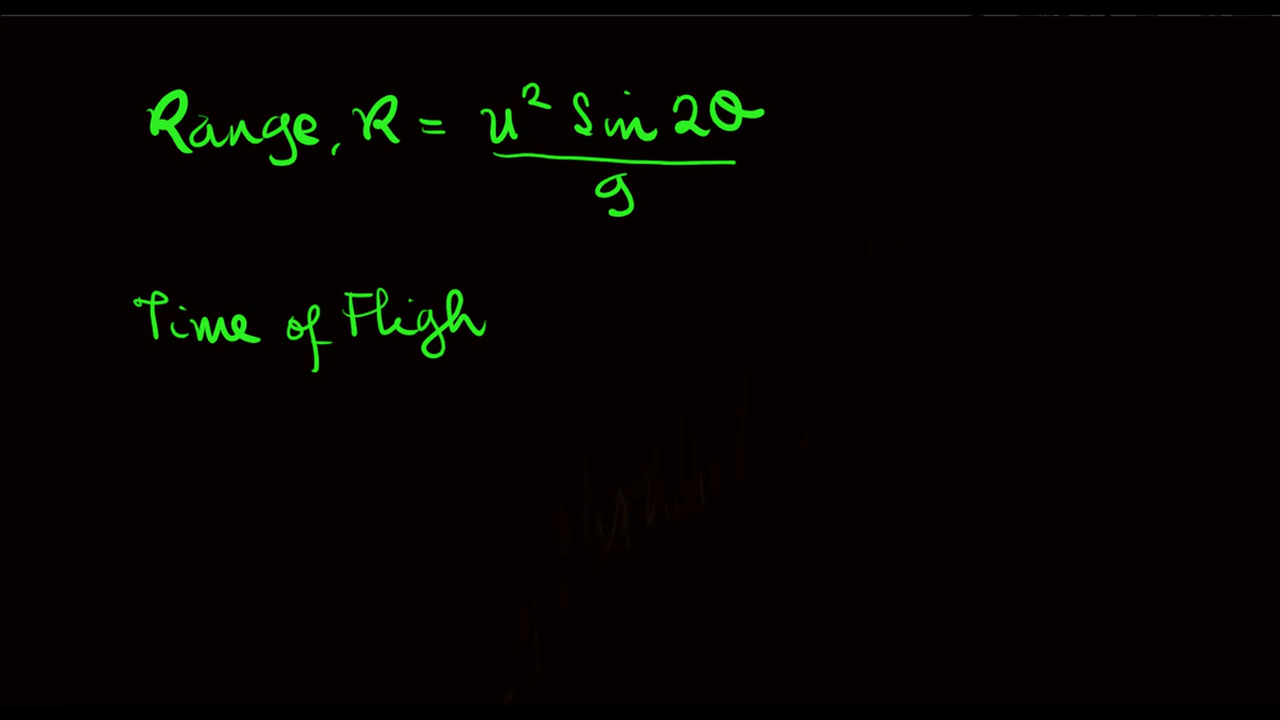 Range, R = u² Sin 2θ
g
Time of Fligh